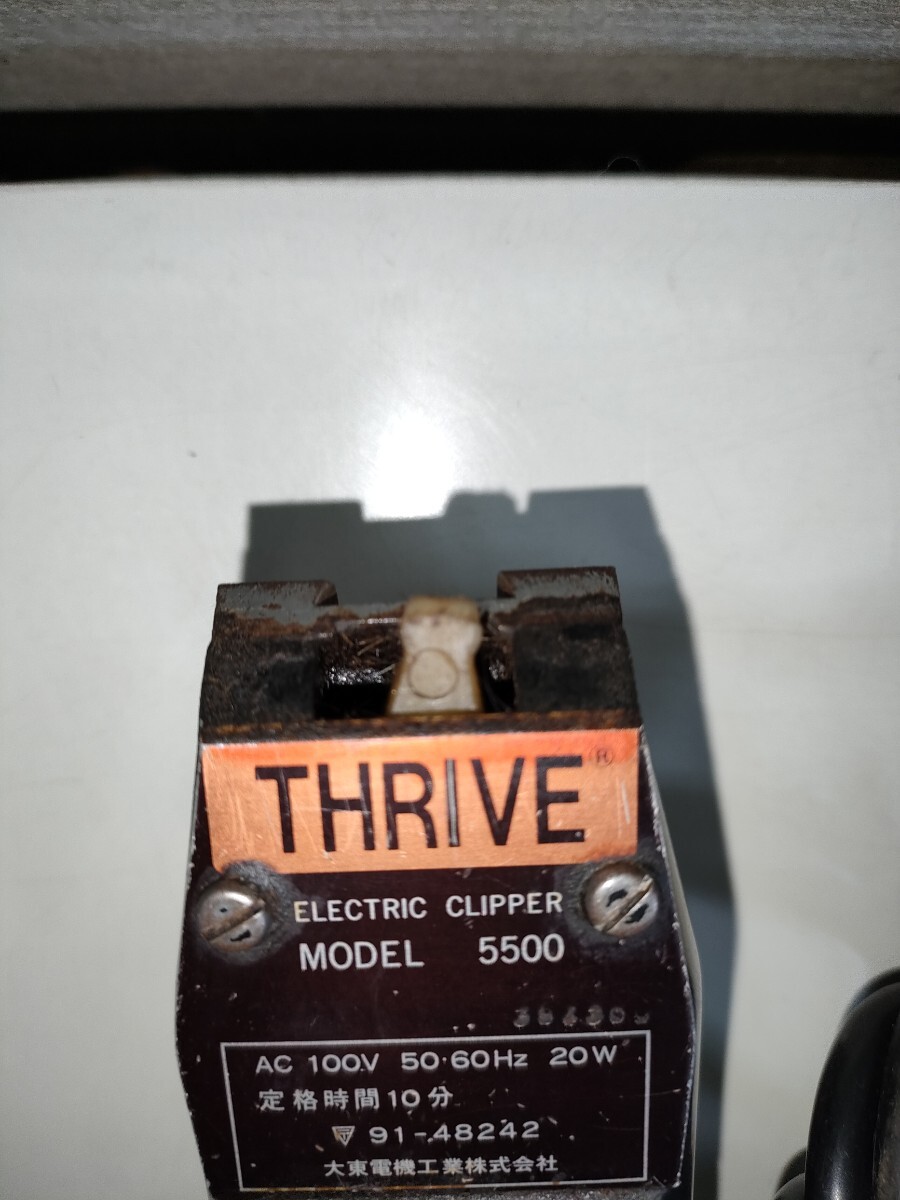 THRIVE®
ELECTRIC CLIPPER
MODEL 5500
AC 100V 50·60Hz 20W
定格時間10分
〒 91-48242
大東電機工業株式会社